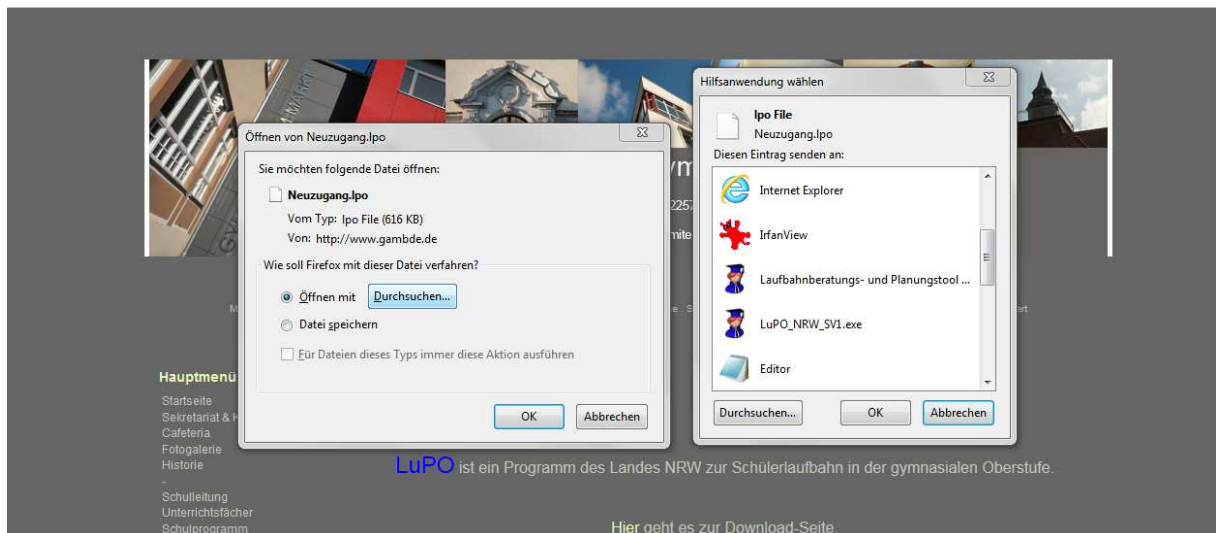 AMARKT
Hilfsanwendung wählen
lpo File
Neuzugang.lpo
Diesen Eintrag senden an:
Internet Explorer
IrfanView
Laufbahnberatungs- und Planungstool ...
LuPO_NRW_SV1.exe
Editor
Durchsuchen...
OK
Abbrechen
Öffnen von Neuzugang.lpo
Sie möchten folgende Datei öffnen:
Neuzugang.lpo
Vom Typ: lpo File (616 KB)
Von: http://www.gambde.de
Wie soll Firefox mit dieser Datei verfahren?
Öffnen mit
Durchsuchen...
Datei speichern
Für Dateien dieses Typs immer diese Aktion ausführen
OK
Abbrechen
Hauptmenü
Startseite
Sekretariat &
Cafeteria
Fotogalerie
Historie
-
Schulleitung
Unterrichtsfächer
Schulprogramm
LuPO ist ein Programm des Landes NRW zur Schülerlaufbahn in der gymnasialen Oberstufe.
Hier geht es zur Download-Seite.